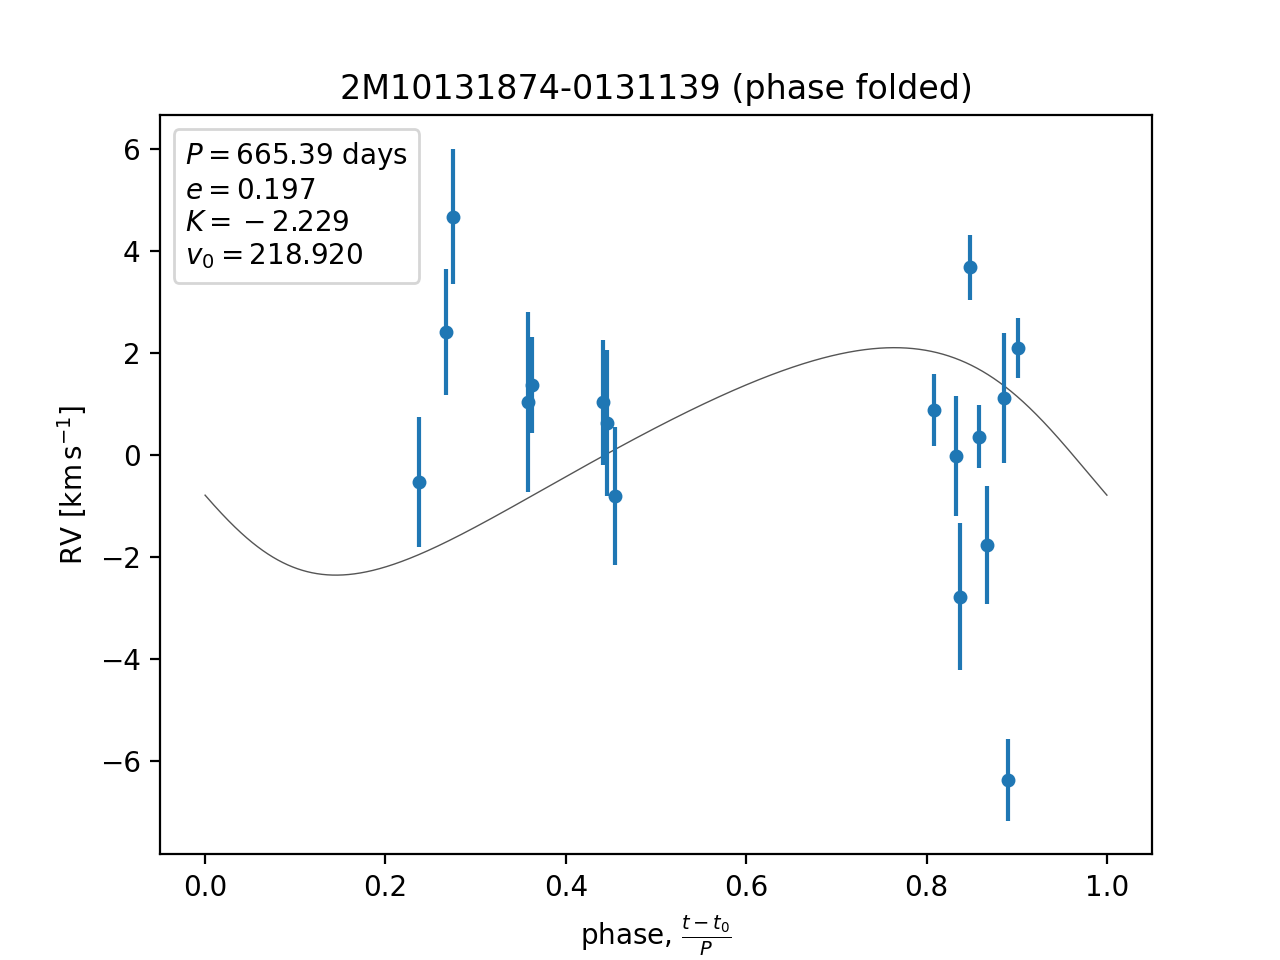 2M10131874-0131139 (phase folded)
P = 665.39 days
e = 0.197
K = −2.229
v₀ = 218.920
6
4
2
0
−2
−4
−6
RV [km s⁻¹]
0.0 0.2 0.4 0.6 0.8 1.0
phase, (t − t₀)/P